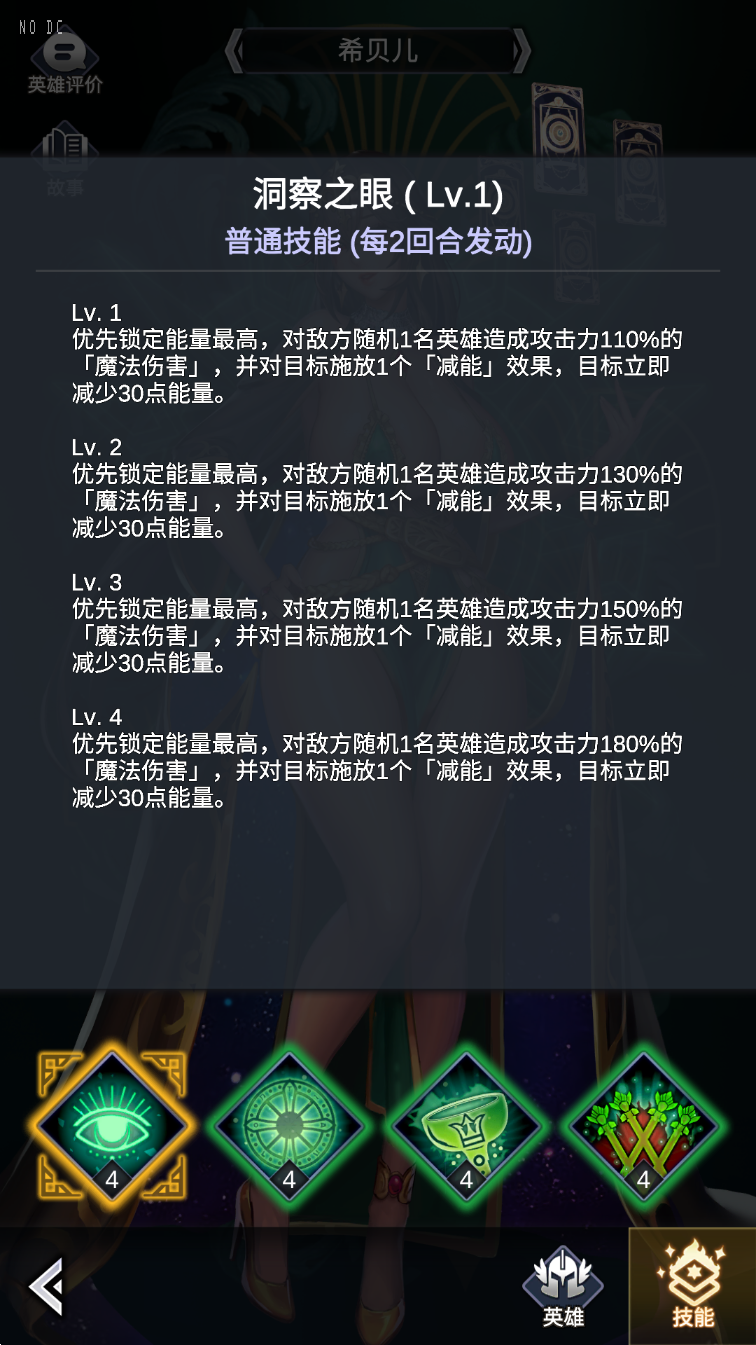 NO DC
希贝儿
英雄评价
故事
洞察之眼 ( Lv.1)
普通技能 (每2回合发动)
Lv. 1
优先锁定能量最高，对敌方随机1名英雄造成攻击力110%的
「魔法伤害」，并对目标施放1个「减能」效果，目标立即
减少30点能量。
Lv. 2
优先锁定能量最高，对敌方随机1名英雄造成攻击力130%的
「魔法伤害」，并对目标施放1个「减能」效果，目标立即
减少30点能量。
Lv. 3
优先锁定能量最高，对敌方随机1名英雄造成攻击力150%的
「魔法伤害」，并对目标施放1个「减能」效果，目标立即
减少30点能量。
Lv. 4
优先锁定能量最高，对敌方随机1名英雄造成攻击力180%的
「魔法伤害」，并对目标施放1个「减能」效果，目标立即
减少30点能量。
4 4 4 4
英雄 技能